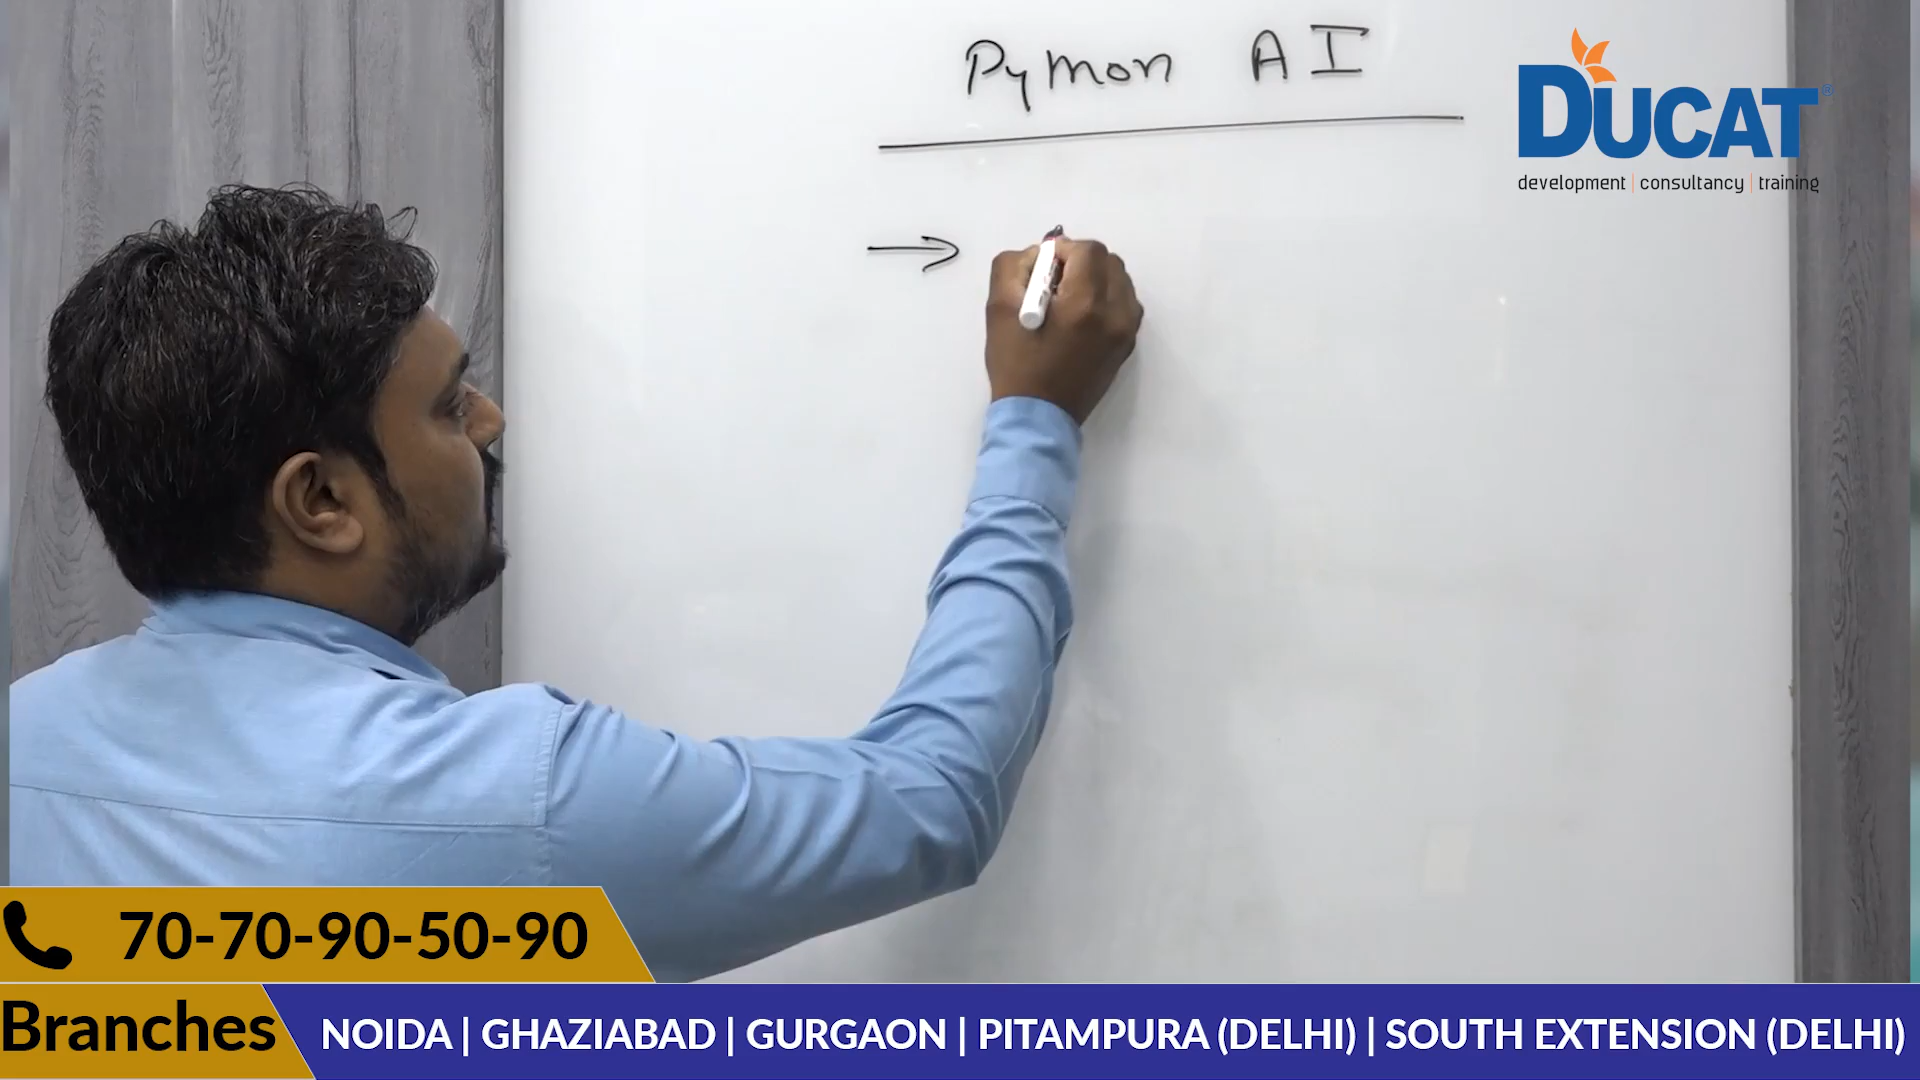 Python AI
DUCAT®
development | consultancy | training
70-70-90-50-90
Branches
NOIDA | GHAZIABAD | GURGAON | PITAMPURA (DELHI) | SOUTH EXTENSION (DELHI)